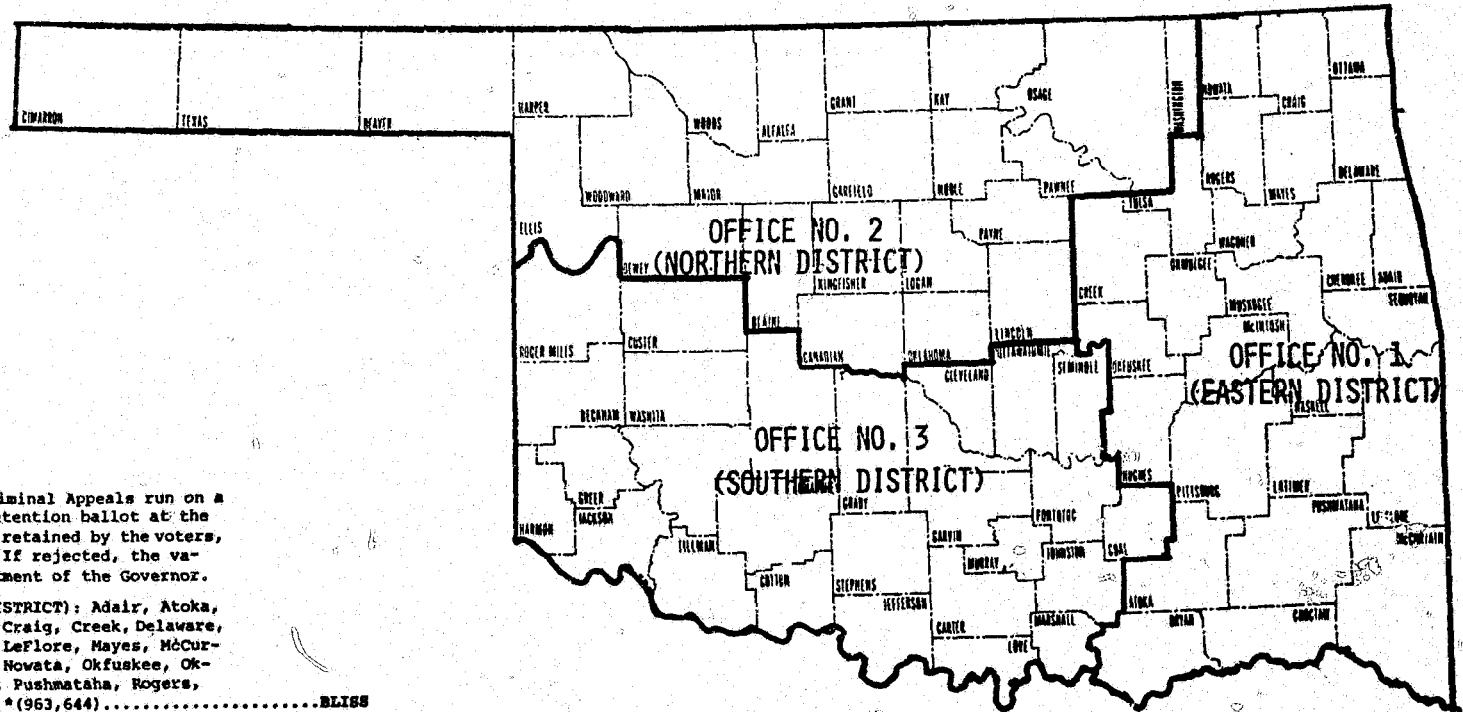 CIMARRON
TEXAS
BEAVER
HARPER
WOODS
ALFALFA
GRANT
KAY
OSAGE
WASHINGTON
NOWATA
CRAIG
OTTAWA
WOODWARD
MAJOR
GARFIELD
NOBLE
PAWNEE
TULSA
ROGERS
MAYES
DELAWARE
ELLIS
OFFICE NO. 2
(NORTHERN DISTRICT)
DEWEY
KINGFISHER
LOGAN
PAYNE
CREEK
OKMULGEE
WAGONER
CHEROKEE
ADAIR
SEQUOYAH
MUSKOGEE
McINTOSH
ROGER MILLS
CUSTER
BLAINE
CANADIAN
OKLAHOMA
CLEVELAND
LINCOLN
POTTAWATOMIE
SEMINOLE
OKFUSKEE
OFFICE NO. 1
(EASTERN DISTRICT)
HASKELL
BECKHAM
WASHITA
OFFICE NO. 3
(SOUTHERN DISTRICT)
GREER
JACKSON
HARMON
TILLMAN
COTTON
GRADY
STEPHENS
JEFFERSON
GARVIN
MURRAY
CARTER
LOVE
PONTOTOC
JOHNSTON
MARSHALL
COAL
HUGHES
PITTSBURG
LATIMER
PUSHMATAHA
LEFLORE
McCURTAIN
ATOKA
BRYAN
CHOCTAW
iminal Appeals run on a
etention ballot at the
retained by the voters,
If rejected, the va-
ment of the Governor.
ISTRICT): Adair, Atoka,
Craig, Creek, Delaware,
LeFlore, Mayes, McCur-
Nowata, Okfuskee, Ok-
Pushmataha, Rogers,
*(963,644)......................BLISS